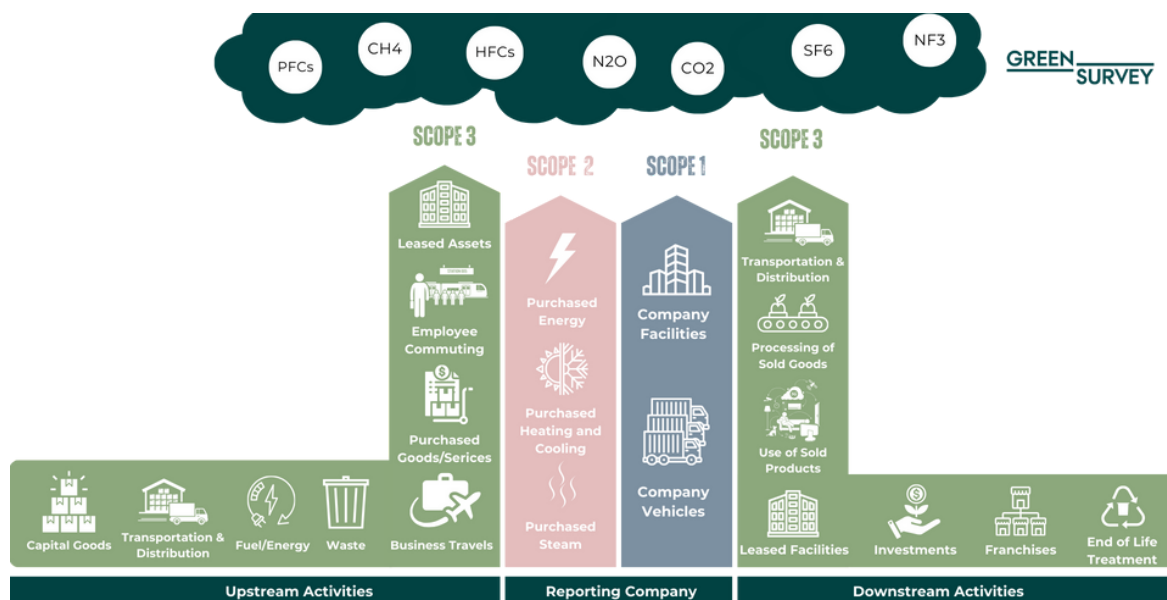 PFCs
CH4
HFCs
N2O
CO2
SF6
NF3
GREEN
SURVEY
SCOPE 3
SCOPE 2
SCOPE 1
SCOPE 3
Leased Assets
Employee
Commuting
Purchased
Goods/Serices
Business Travels
Capital Goods
Transportation &
Distribution
Fuel/Energy
Waste
Purchased
Energy
Purchased
Heating and
Cooling
Purchased
Steam
Company
Facilities
Company
Vehicles
Transportation &
Distribution
Processing of
Sold Goods
Use of Sold
Products
Leased Facilities
Investments
Franchises
End of Life
Treatment
Upstream Activities
Reporting Company
Downstream Activities